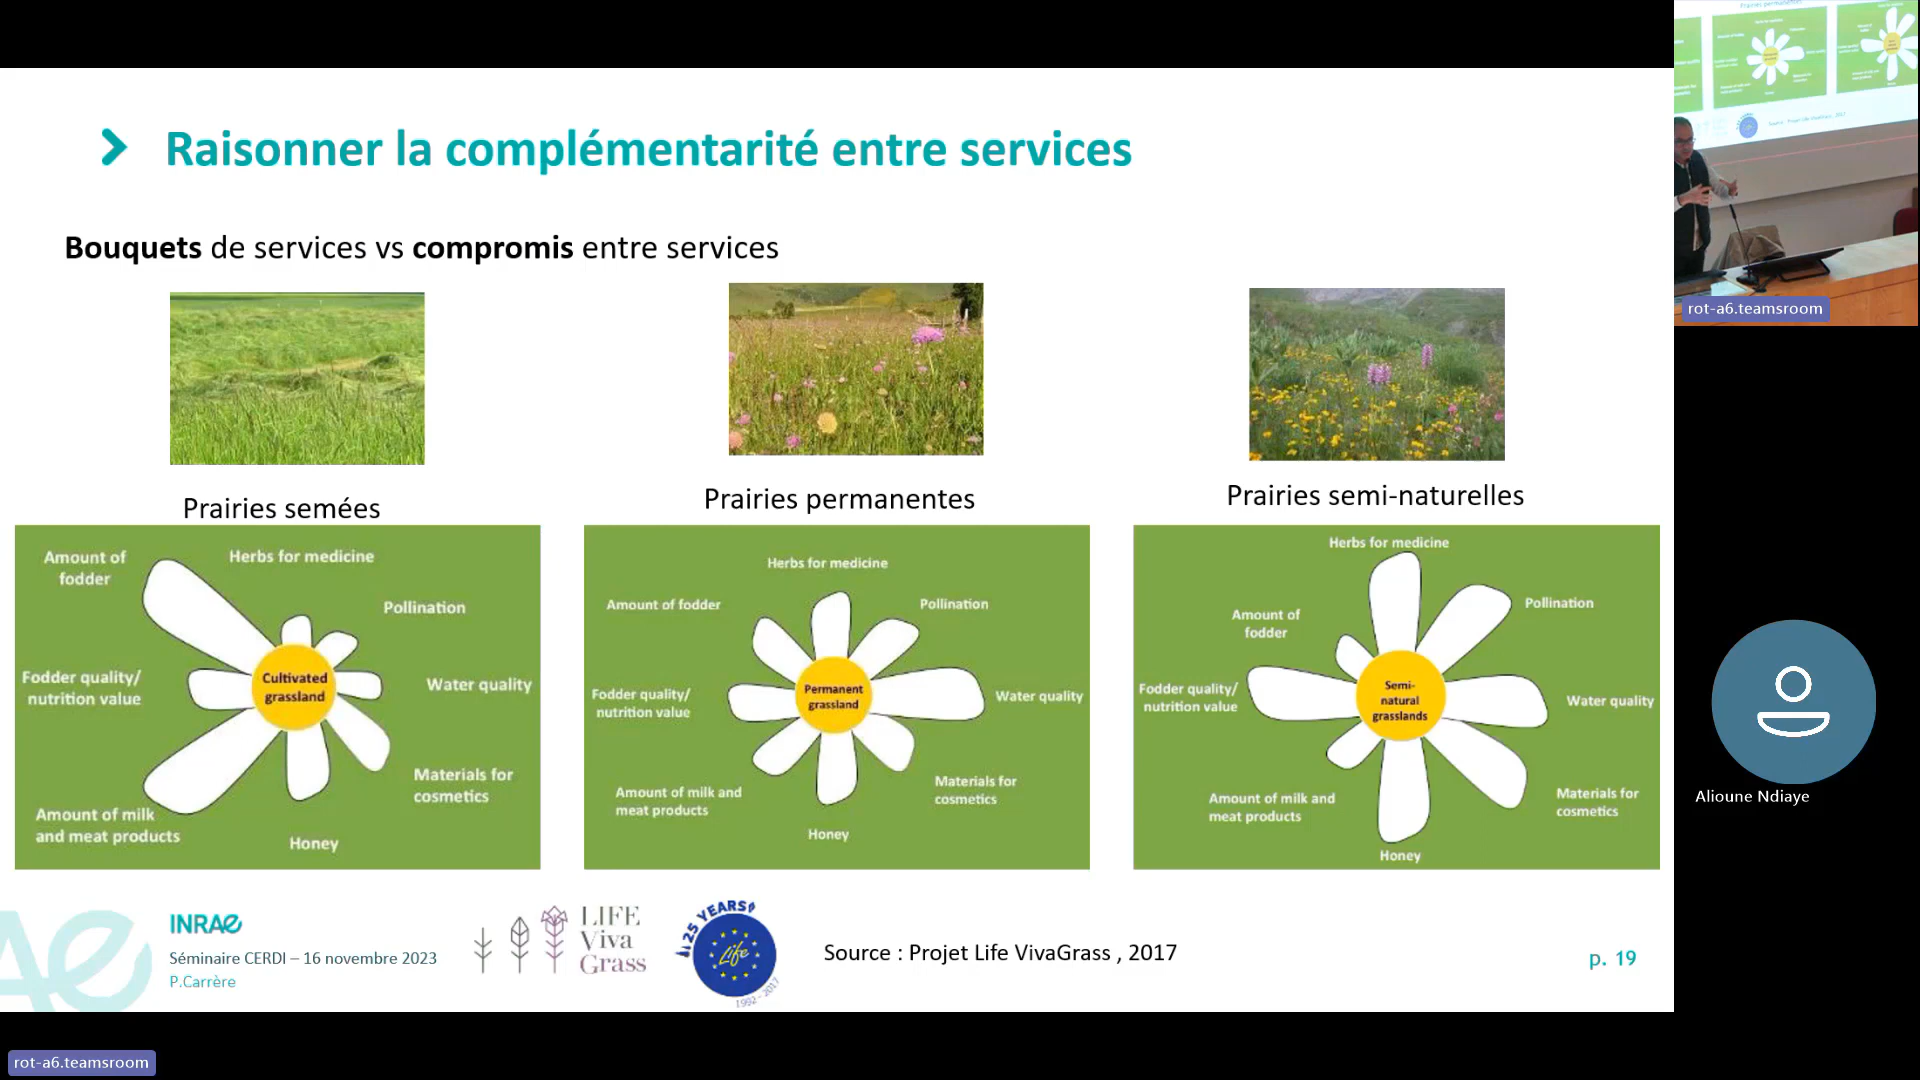 Raisonner la complémentarité entre services
Bouquets de services vs compromis entre services
Prairies semées
Prairies permanentes
Prairies semi-naturelles
Amount of
fodder
Herbs for medicine
Pollination
Fodder quality/
nutrition value
Cultivated
grassland
Water quality
Materials for
cosmetics
Amount of milk
and meat products
Honey
Herbs for medicine
Amount of fodder
Pollination
Fodder quality/
nutrition value
Permanent
grassland
Water quality
Materials for
cosmetics
Amount of milk and
meat products
Honey
Herbs for medicine
Pollination
Amount of
fodder
Fodder quality/
nutrition value
Semi-
natural
grasslands
Water quality
Materials for
cosmetics
Amount of milk and
meat products
Honey
INRAE
Séminaire CERDI – 16 novembre 2023
P.Carrère
LIFE
Viva
Grass
25 YEARS
Life
1992 - 2017
Source : Projet Life VivaGrass , 2017
p. 19
rot-a6.teamsroom
Alioune Ndiaye
rot-a6.teamsroom